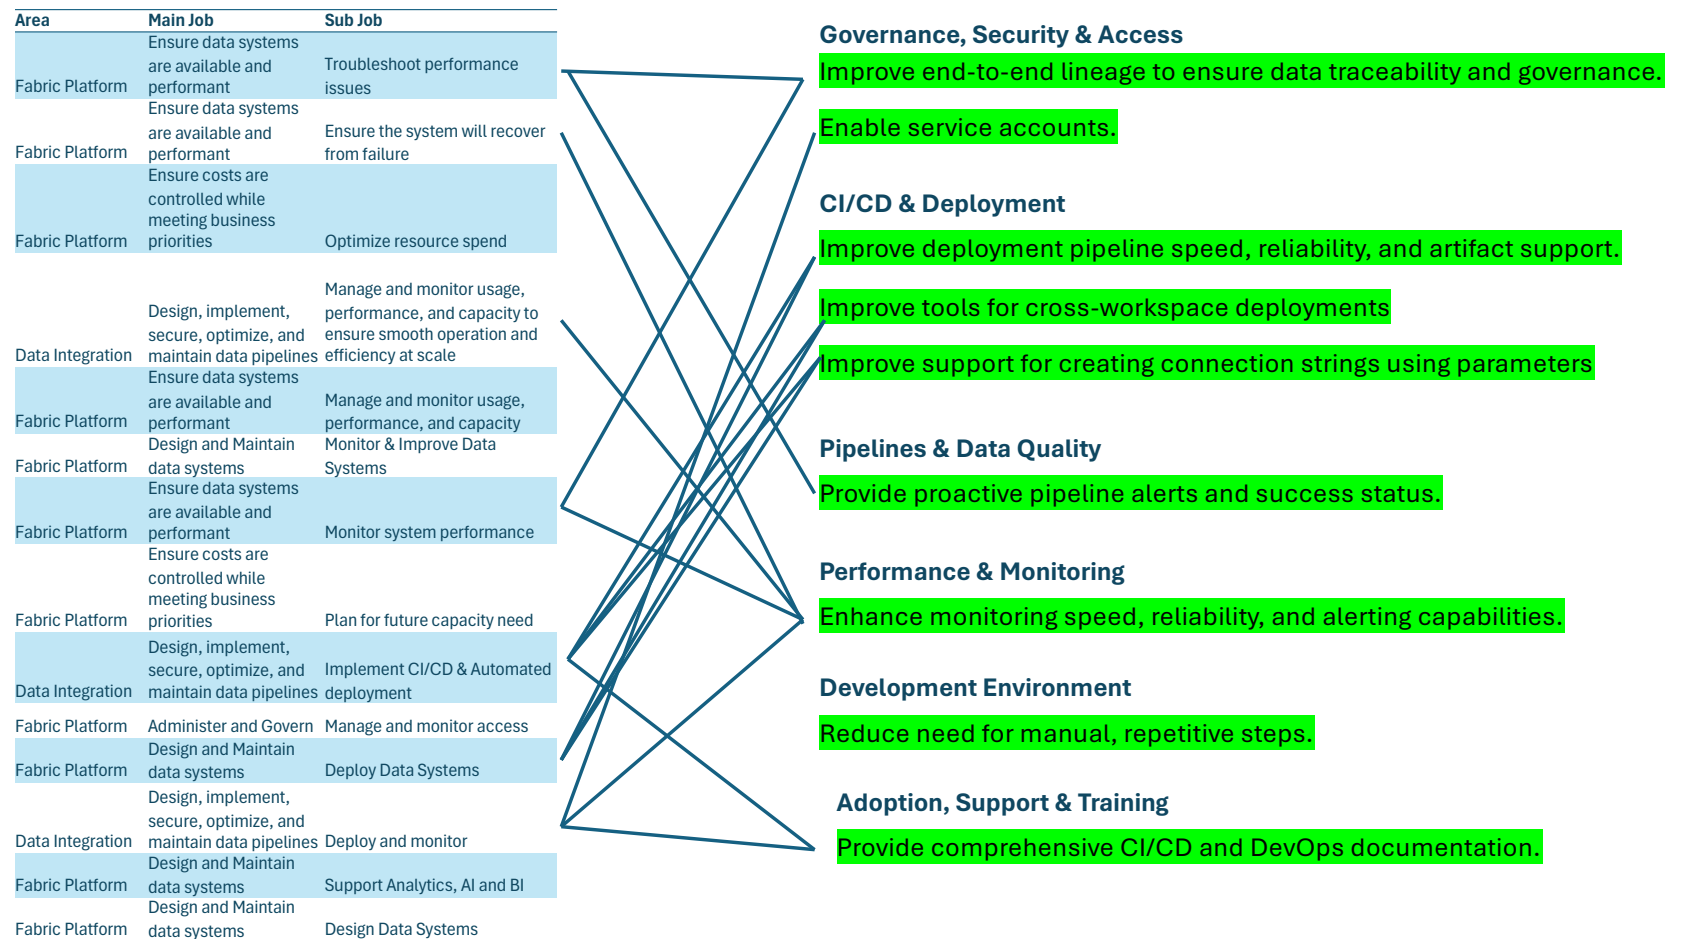 Area Main Job Sub Job
Ensure data systems
are available and
Fabric Platform performant
Troubleshoot performance
issues
Ensure data systems
are available and
Fabric Platform performant
Ensure the system will recover
from failure
Ensure costs are
controlled while
meeting business
Fabric Platform priorities Optimize resource spend
Design, implement,
secure, optimize, and
Data Integration maintain data pipelines
Manage and monitor usage,
performance, and capacity to
ensure smooth operation and
efficiency at scale
Ensure data systems
are available and
Fabric Platform performant
Manage and monitor usage,
performance, and capacity
Design and Maintain
Fabric Platform data systems
Monitor & Improve Data
Systems
Ensure data systems
are available and
Fabric Platform performant Monitor system performance
Ensure costs are
controlled while
meeting business
Fabric Platform priorities Plan for future capacity need
Design, implement,
secure, optimize, and
Data Integration maintain data pipelines
Implement CI/CD & Automated
deployment
Fabric Platform Administer and Govern Manage and monitor access
Design and Maintain
Fabric Platform data systems Deploy Data Systems
Design, implement,
secure, optimize, and
Data Integration maintain data pipelines Deploy and monitor
Design and Maintain
Fabric Platform data systems Support Analytics, AI and BI
Design and Maintain
Fabric Platform data systems Design Data Systems
Governance, Security & Access
Improve end-to-end lineage to ensure data traceability and governance.
Enable service accounts.
CI/CD & Deployment
Improve deployment pipeline speed, reliability, and artifact support.
Improve tools for cross-workspace deployments
Improve support for creating connection strings using parameters
Pipelines & Data Quality
Provide proactive pipeline alerts and success status.
Performance & Monitoring
Enhance monitoring speed, reliability, and alerting capabilities.
Development Environment
Reduce need for manual, repetitive steps.
Adoption, Support & Training
Provide comprehensive CI/CD and DevOps documentation.